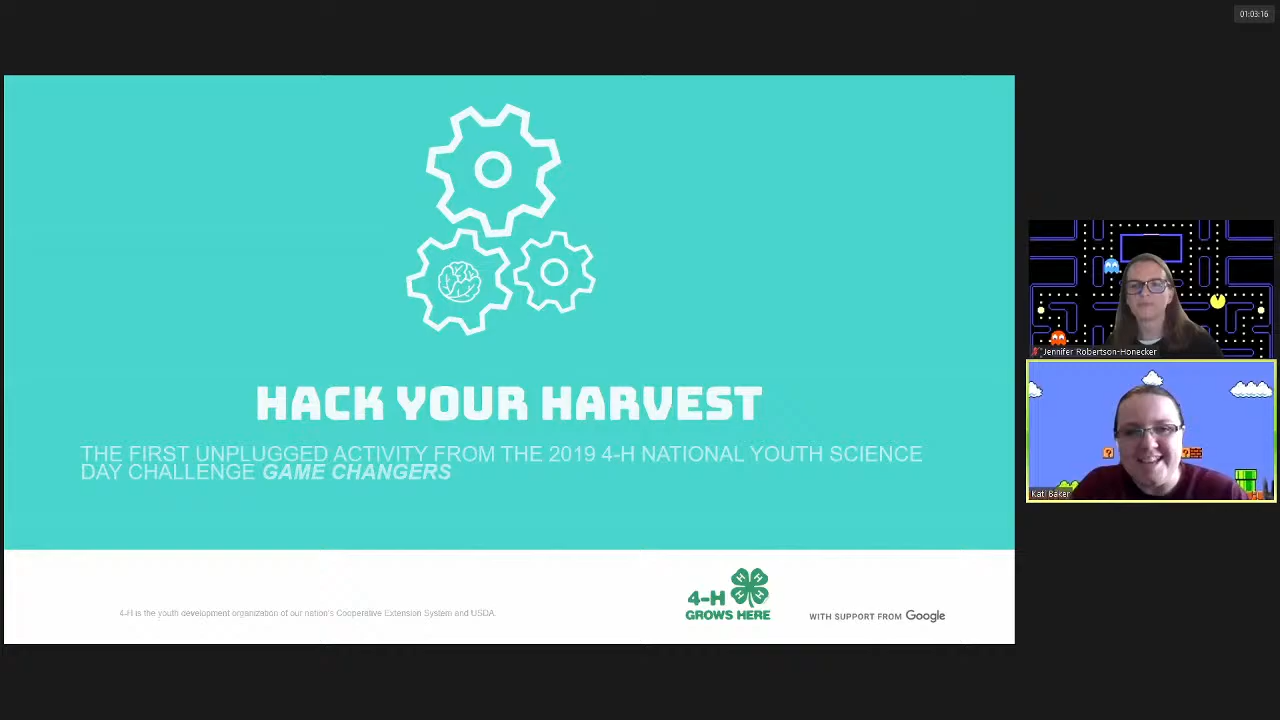 01:03:16
HACK YOUR HARVEST
THE FIRST UNPLUGGED ACTIVITY FROM THE 2019 4-H NATIONAL YOUTH SCIENCE
DAY CHALLENGE GAME CHANGERS
4-H is the youth development organization of our nation's Cooperative Extension System and USDA.
H H H H
4-H
GROWS HERE
WITH SUPPORT FROM Google
Jennifer Robertson-Honecker
? ?
Kati Baker